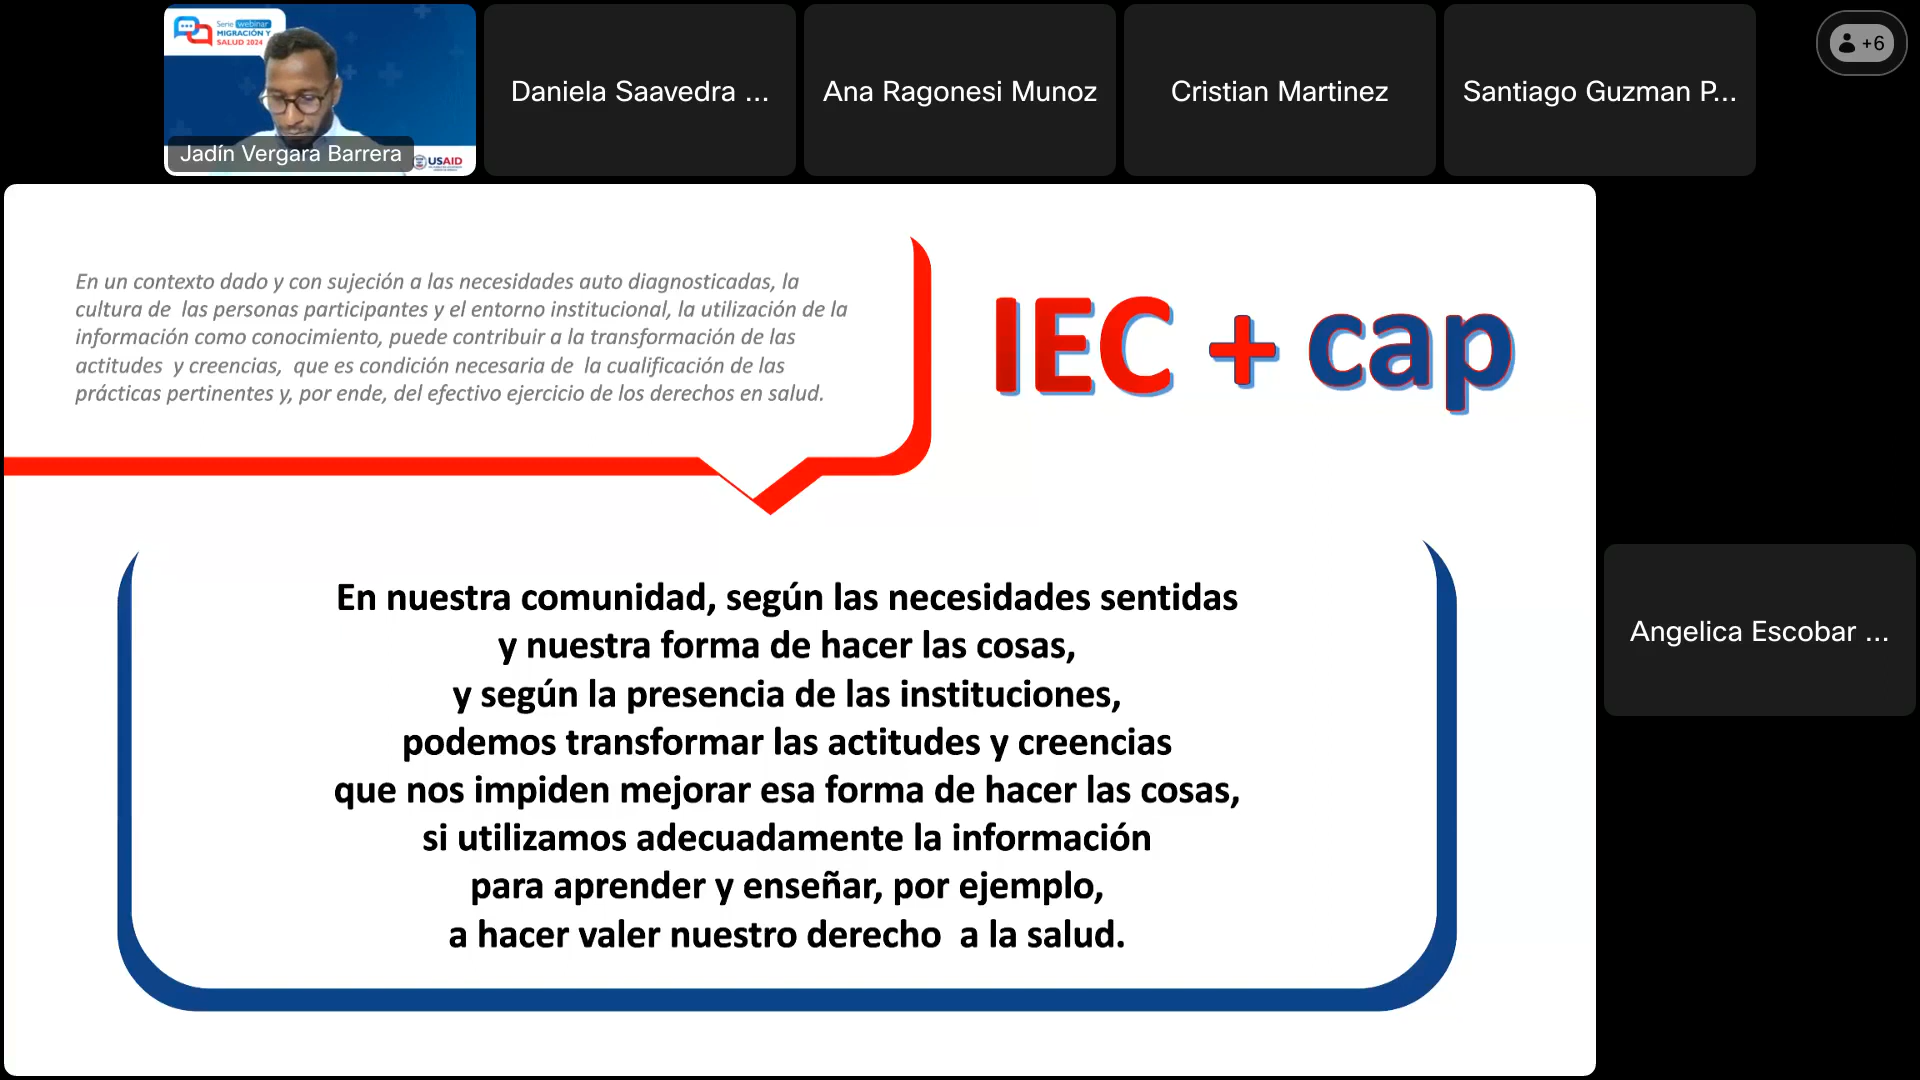 Serie webinar
MIGRACIÓN Y
SALUD 2024
Jadín Vergara Barrera
USAID
Daniela Saavedra ...
Ana Ragonesi Munoz
Cristian Martinez
Santiago Guzman P...
+6
En un contexto dado y con sujeción a las necesidades auto diagnosticadas, la
cultura de las personas participantes y el entorno institucional, la utilización de la
información como conocimiento, puede contribuir a la transformación de las
actitudes y creencias, que es condición necesaria de la cualificación de las
prácticas pertinentes y, por ende, del efectivo ejercicio de los derechos en salud.
IEC + cap
En nuestra comunidad, según las necesidades sentidas
y nuestra forma de hacer las cosas,
y según la presencia de las instituciones,
podemos transformar las actitudes y creencias
que nos impiden mejorar esa forma de hacer las cosas,
si utilizamos adecuadamente la información
para aprender y enseñar, por ejemplo,
a hacer valer nuestro derecho a la salud.
Angelica Escobar ...